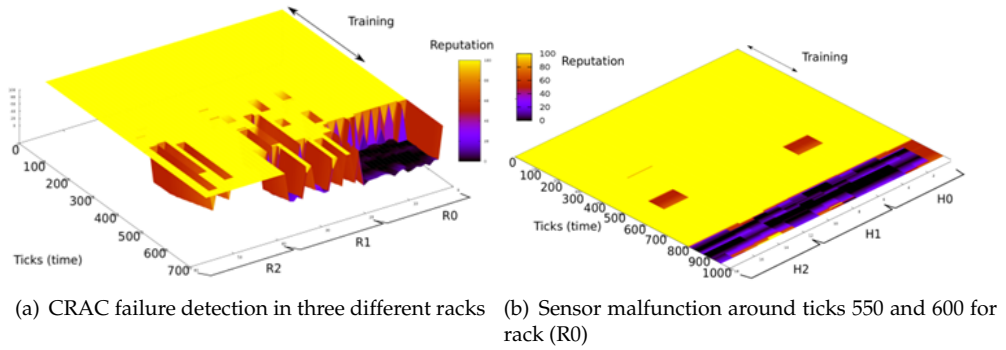 Training
Reputation
100
0
100
200
300
400
500
600
700
Ticks (time)
R2
R1
R0
Reputation
100
80
60
40
20
0
Training
0
100
200
300
400
500
600
700
800
900
1000
Ticks (time)
H2
H1
H0
(a) CRAC failure detection in three different racks
(b) Sensor malfunction around ticks 550 and 600 for
rack (R0)